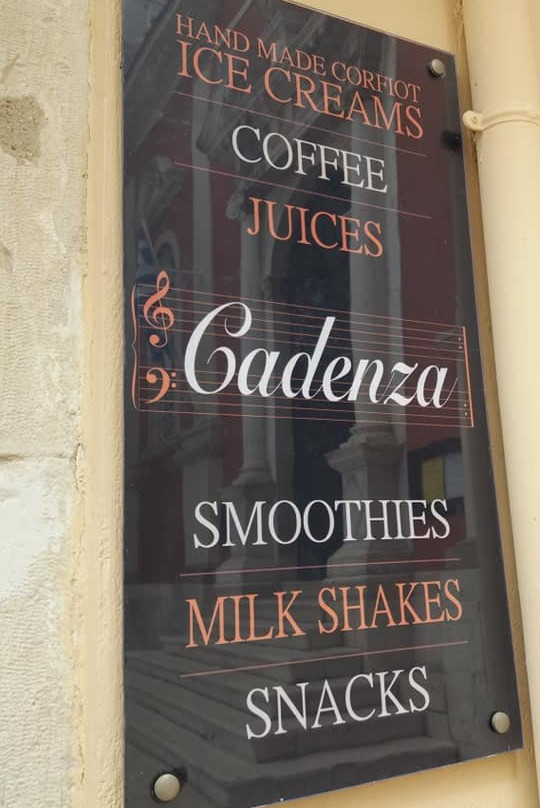 HAND MADE CORFIOT
ICE CREAMS
COFFEE
JUICES
Cadenza
SMOOTHIES
MILK SHAKES
SNACKS